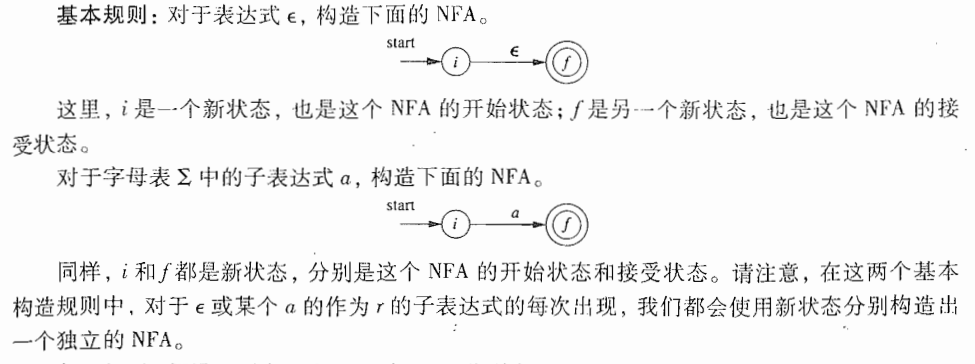 基本规则：对于表达式 ϵ，构造下面的 NFA。
start
i ϵ f
这里，i 是一个新状态，也是这个 NFA 的开始状态；f 是另一个新状态，也是这个 NFA 的接
受状态。
对于字母表 Σ 中的子表达式 a，构造下面的 NFA。
start
i a f
同样，i 和 f 都是新状态，分别是这个 NFA 的开始状态和接受状态。请注意，在这两个基本
构造规则中，对于 ϵ 或某个 a 的作为 r 的子表达式的每次出现，我们都会使用新状态分别构造出
一个独立的 NFA。